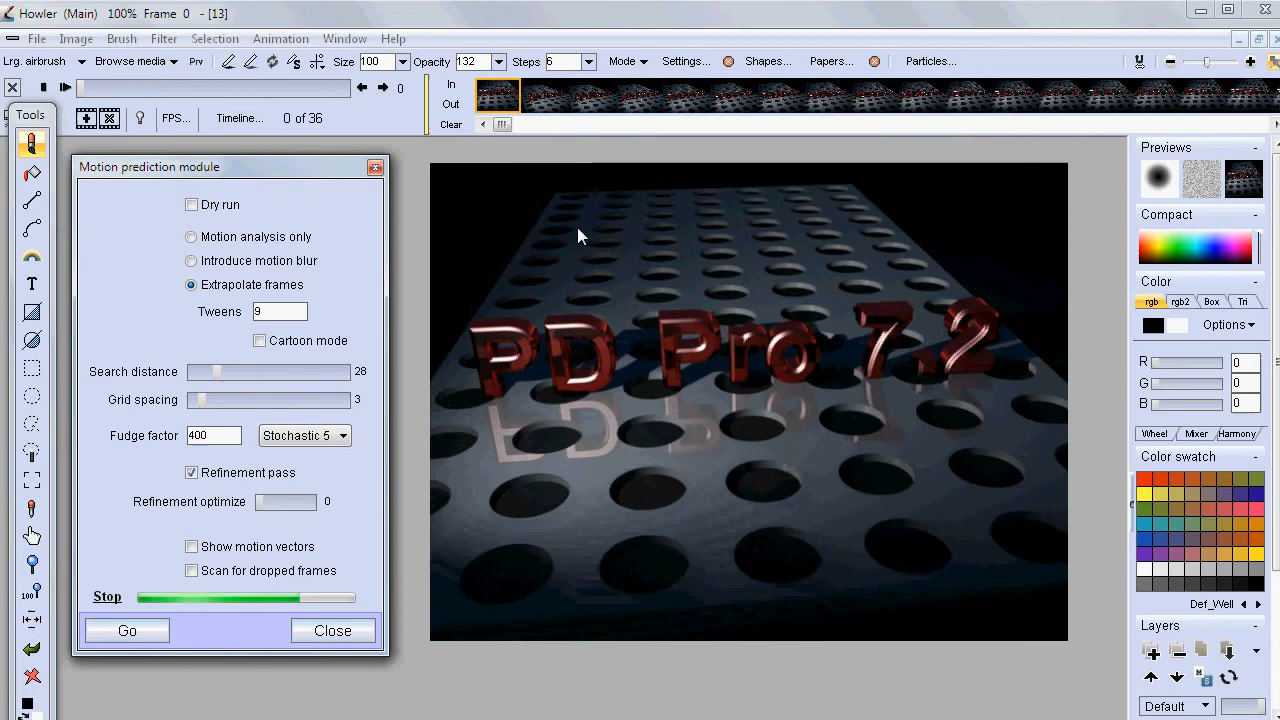 Howler (Main) 100% Frame 0 - [13]
File Image Brush Filter Selection Animation Window Help
Lrg. airbrush Browse media Prv Size 100 Opacity 132 Steps 6 Mode Settings... Shapes... Papers... Particles...
0 In
Out
FPS... Timeline... 0 of 36 Clear
Tools
Motion prediction module
Dry run
Motion analysis only
Introduce motion blur
Extrapolate frames
Tweens 9
Cartoon mode
Search distance 28
Grid spacing 3
Fudge factor 400 Stochastic 5
Refinement pass
Refinement optimize 0
Show motion vectors
Scan for dropped frames
Stop
Go Close
T
100
PD Pro 7.2
Previews
Compact
Color
rgb rgb2 Box Tri
Options
R 0
G 0
B 0
Wheel Mixer Harmony
Color swatch
Def_Well
Layers
M
S
Default